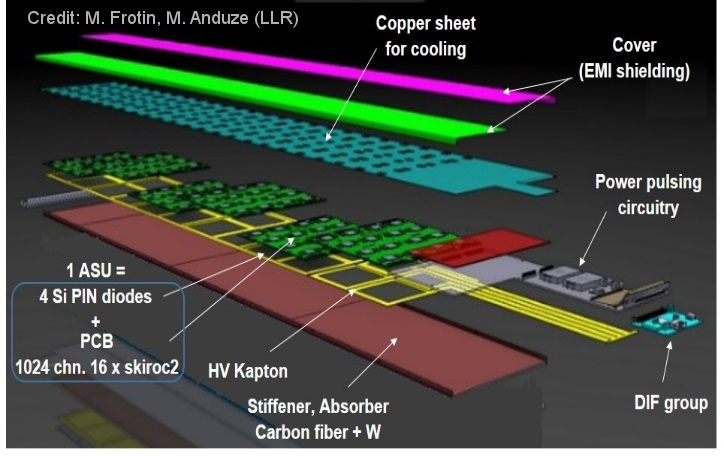 Credit: M. Frotin, M. Anduze (LLR)
Copper sheet
for cooling
Cover
(EMI shielding)
Power pulsing
circuitry
1 ASU =
4 Si PIN diodes
+
PCB
1024 chn. 16 x skiroc2
HV Kapton
Stiffener, Absorber
Carbon fiber + W
DIF group